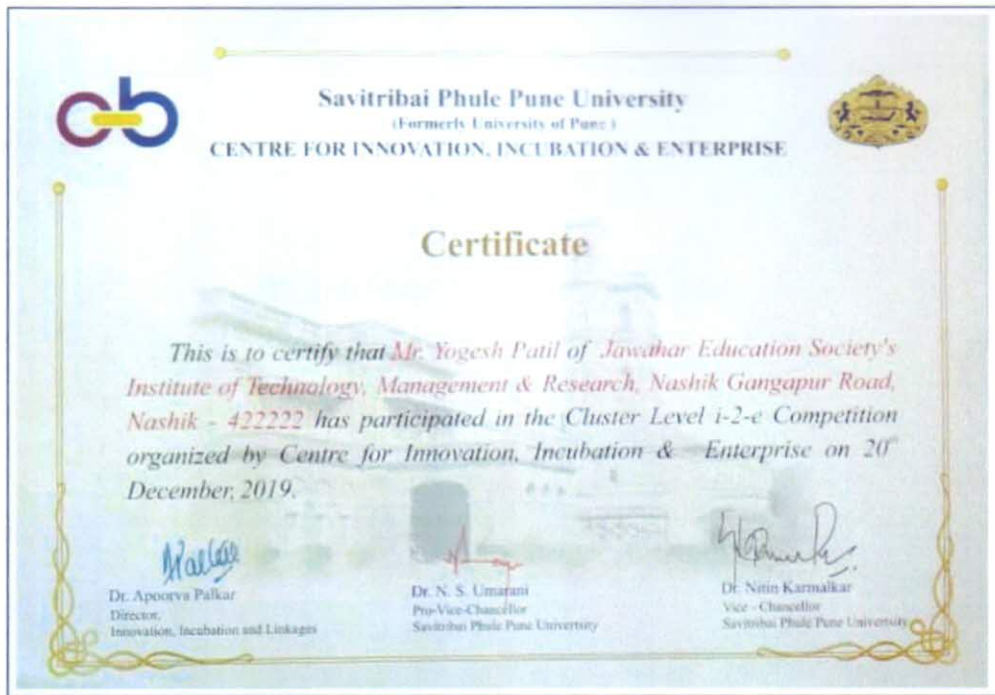 Savitribai Phule Pune University
(Formerly University of Pune)
CENTRE FOR INNOVATION, INCUBATION & ENTERPRISE
Certificate
This is to certify that Mr. Yogesh Patil of Jawahar Education Society's
Institute of Technology, Management & Research, Nashik Gangapur Road,
Nashik - 422222 has participated in the Cluster Level i-2-e Competition
organized by Centre for Innovation, Incubation & Enterprise on 20th
December, 2019.
Dr. Apoorva Palkar
Director,
Innovation, Incubation and Linkages
Dr. N. S. Umarani
Pro-Vice-Chancellor
Savitribai Phule Pune University
Dr. Nitin Karmalkar
Vice - Chancellor
Savitribai Phule Pune University